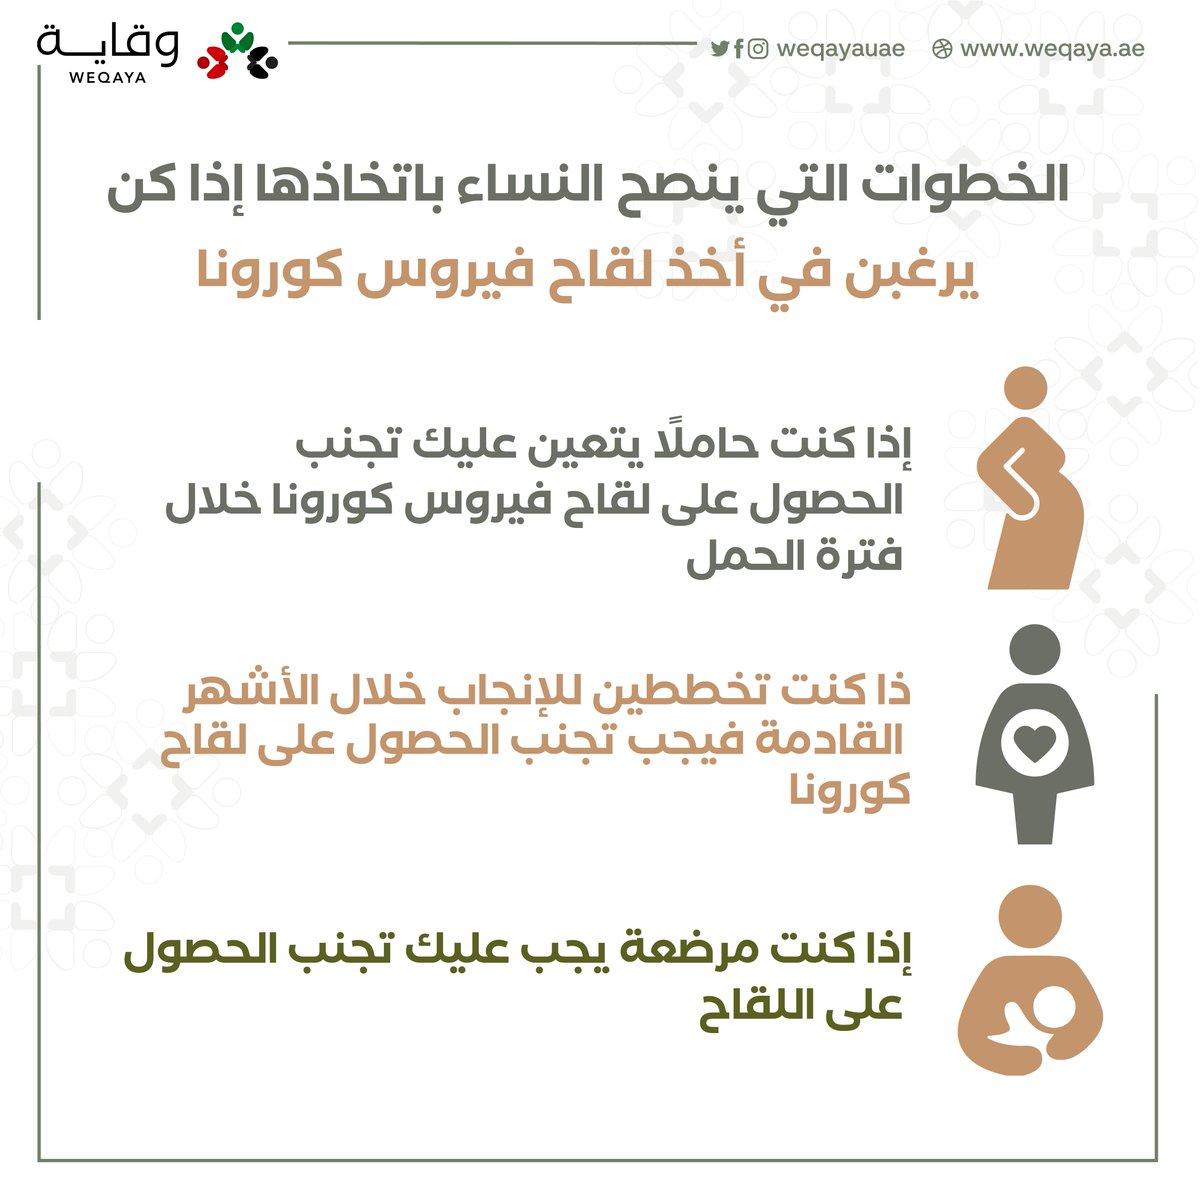 وقاية
WEQAYA
weqayauae
www.weqaya.ae
الخطوات التي ينصح النساء باتخاذها إذا كن
يرغبن في أخذ لقاح فيروس كورونا
إذا كنت حاملًا يتعين عليك تجنب
الحصول على لقاح فيروس كورونا خلال
فترة الحمل
ذا كنت تخططين للإنجاب خلال الأشهر
القادمة فيجب تجنب الحصول على لقاح
كورونا
إذا كنت مرضعة يجب عليك تجنب الحصول
على اللقاح